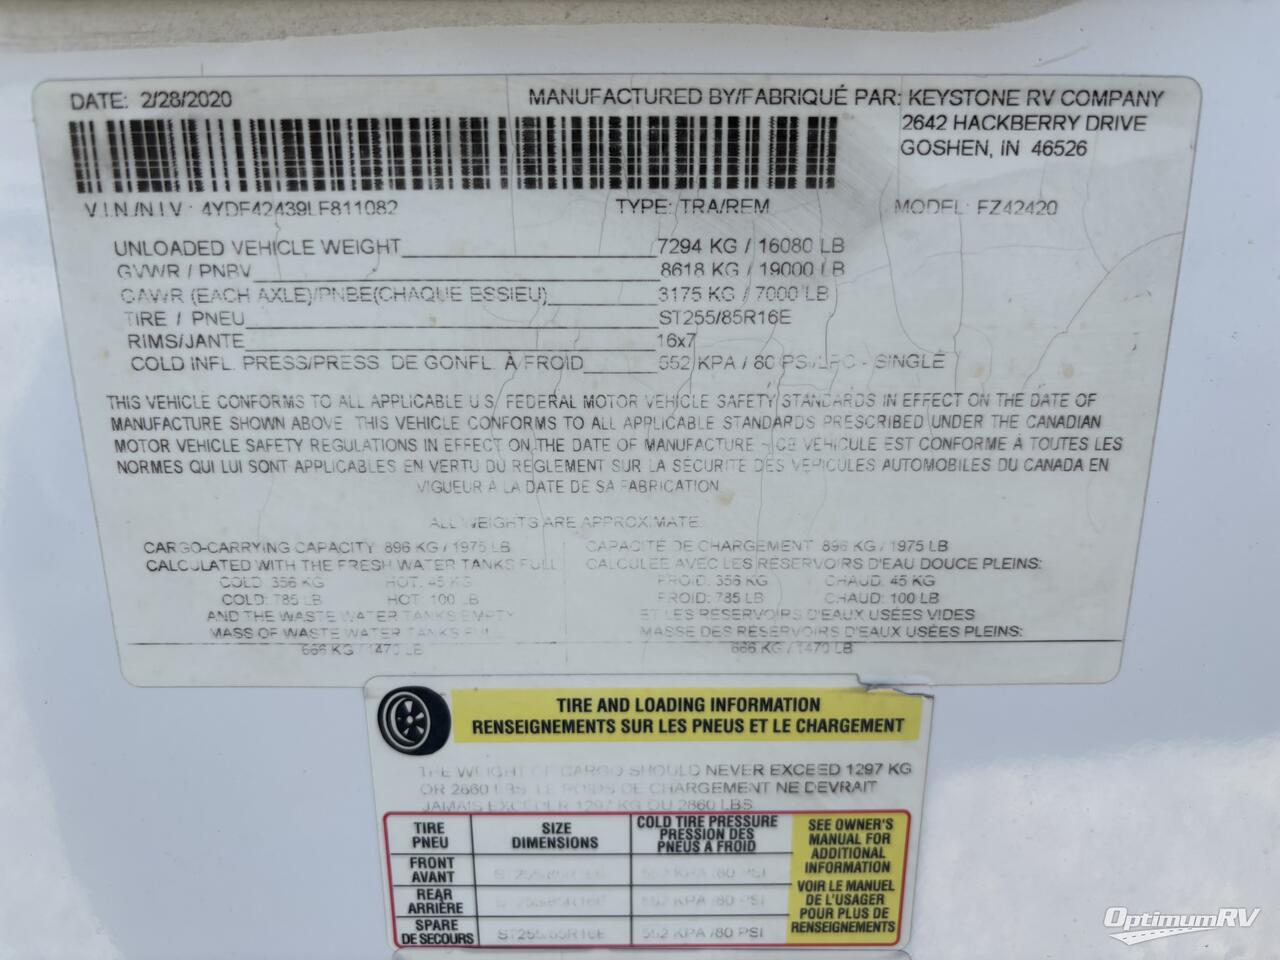 DATE: 2/28/2020
MANUFACTURED BY/FABRIQUÉ PAR: KEYSTONE RV COMPANY
2642 HACKBERRY DRIVE
GOSHEN, IN 46526
V.I.N./N.I.V.: 4YDF42439LF811082 TYPE: TRA/REM MODEL: FZ42420
UNLOADED VEHICLE WEIGHT 7294 KG / 16080 LB
GVWR / PNBV 8618 KG / 19000 LB
GAWR (EACH AXLE)/PNBE(CHAQUE ESSIEU) 3175 KG / 7000 LB
TIRE / PNEU ST255/85R16E
RIMS/JANTE 16x7
COLD INFL. PRESS/PRESS. DE GONFL. À FROID 552 KPA / 80 PSI/LPC - SINGLE
THIS VEHICLE CONFORMS TO ALL APPLICABLE U.S. FEDERAL MOTOR VEHICLE SAFETY STANDARDS IN EFFECT ON THE DATE OF
MANUFACTURE SHOWN ABOVE. THIS VEHICLE CONFORMS TO ALL APPLICABLE STANDARDS PRESCRIBED UNDER THE CANADIAN
MOTOR VEHICLE SAFETY REGULATIONS IN EFFECT ON THE DATE OF MANUFACTURE - CE VEHICULE EST CONFORME À TOUTES LES
NORMES QUI LUI SONT APPLICABLES EN VERTU DU REGLEMENT SUR LA SECURITE DES VEHICULES AUTOMOBILES DU CANADA EN
VIGUEUR À LA DATE DE SA FABRICATION
ALL WEIGHTS ARE APPROXIMATE
CARGO-CARRYING CAPACITY 896 KG / 1975 LB
CALCULATED WITH THE FRESH WATER TANKS FULL
COLD: 356 KG HOT: 45 KG
COLD: 785 LB HOT: 100 LB
AND THE WASTE WATER TANKS EMPTY
MASS OF WASTE WATER TANKS FULL
666 KG / 1470 LB
CAPACITÉ DE CHARGEMENT 896 KG / 1975 LB
CALCULÉE AVEC LES RESERVOIRS D'EAU DOUCE PLEINS:
FROID: 356 KG CHAUD: 45 KG
FROID: 785 LB CHAUD: 100 LB
ET LES RESERVOIRS D'EAUX USÉES VIDES
MASSE DES RESERVOIRS D'EAUX USÉES PLEINS:
666 KG / 1470 LB
TIRE AND LOADING INFORMATION
RENSEIGNEMENTS SUR LES PNEUS ET LE CHARGEMENT
THE WEIGHT OF CARGO SHOULD NEVER EXCEED 1297 KG
OR 2860 LBS. LE POIDS DE CHARGEMENT NE DEVRAIT
JAMAIS EXCEDER 1297 KG OU 2860 LBS.
TIRE SIZE COLD TIRE PRESSURE
PNEU DIMENSIONS PRESSION DES
PNEUS A FROID
FRONT
AVANT ST255/85R16E 552 KPA /80 PSI
REAR
ARRIÈRE ST255/85R16E 552 KPA /80 PSI
SPARE
DE SECOURS ST255/85R16E 552 KPA /80 PSI
SEE OWNER'S
MANUAL FOR
ADDITIONAL
INFORMATION
VOIR LE MANUEL
DE L'USAGER
POUR PLUS DE
RENSEIGNEMENTS
OptimumRV